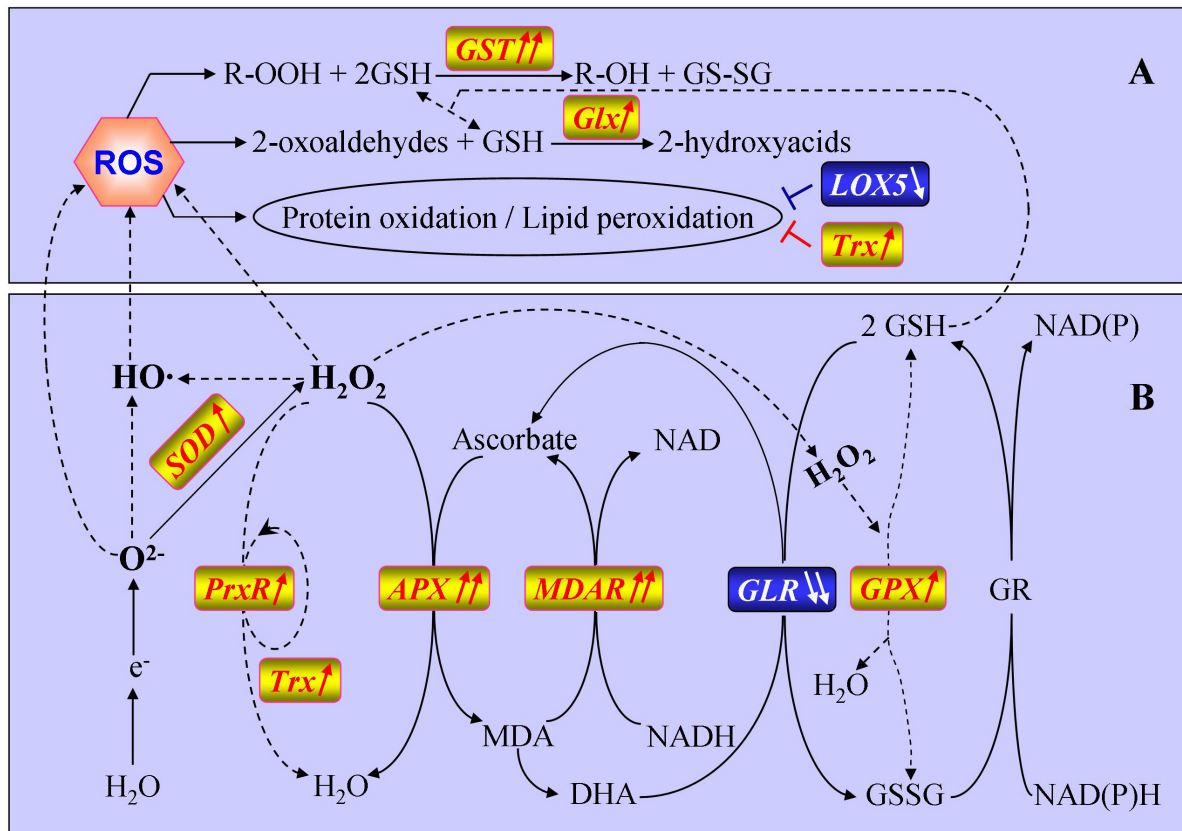 GST↑↑
R-OOH + 2GSH
R-OH + GS-SG
A
Glx↑
ROS
2-oxoaldehydes + GSH
2-hydroxyacids
LOX5↓
Protein oxidation / Lipid peroxidation
Trx↑
2 GSH
NAD(P)
HO·
H₂O₂
B
SOD↑
Ascorbate
NAD
H₂O₂
O²⁻
PrxR↑
APX↑↑
MDAR↑↑
GLR↓↓
GPX↑
GR
e⁻
Trx↑
H₂O
MDA
NADH
H₂O
H₂O
DHA
GSSG
NAD(P)H